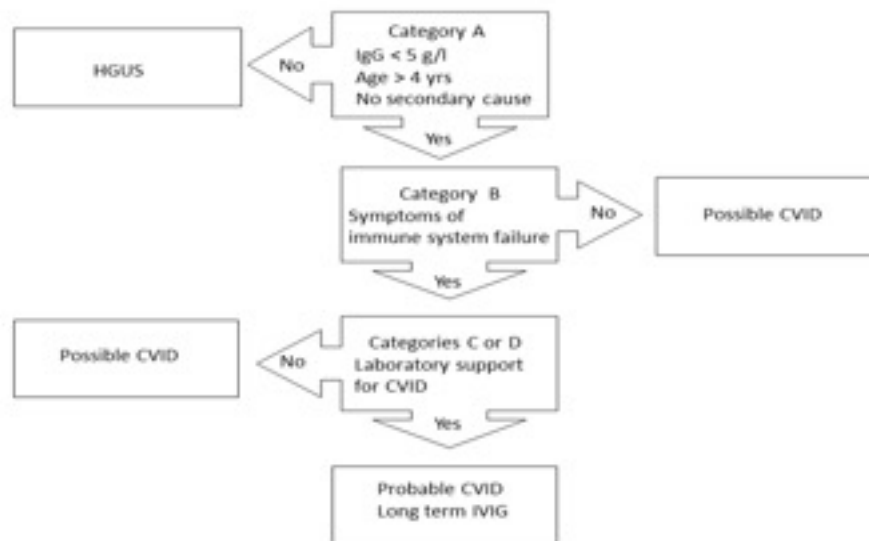 Category A
IgG < 5 g/l
Age > 4 yrs
No secondary cause
No
HGUS
Yes
Category B
Symptoms of
immune system failure
No
Possible CVID
Yes
Categories C or D
Laboratory support
for CVID
No
Possible CVID
Yes
Probable CVID
Long term IVIG